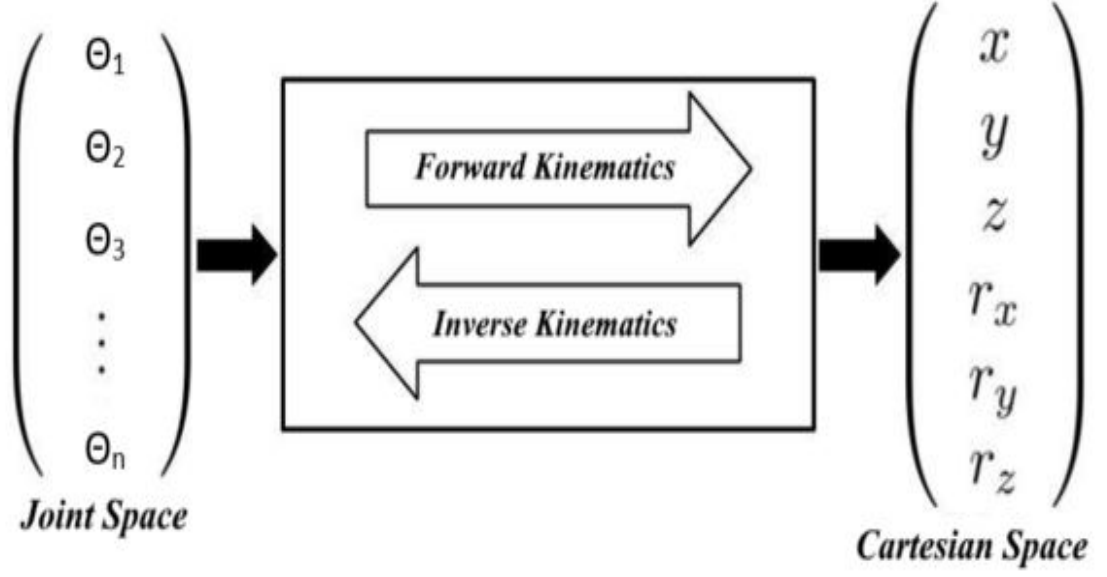 Θ1
Θ2
Θ3
⋮
Θn
Joint Space
Forward Kinematics
Inverse Kinematics
x
y
z
rx
ry
rz
Cartesian Space